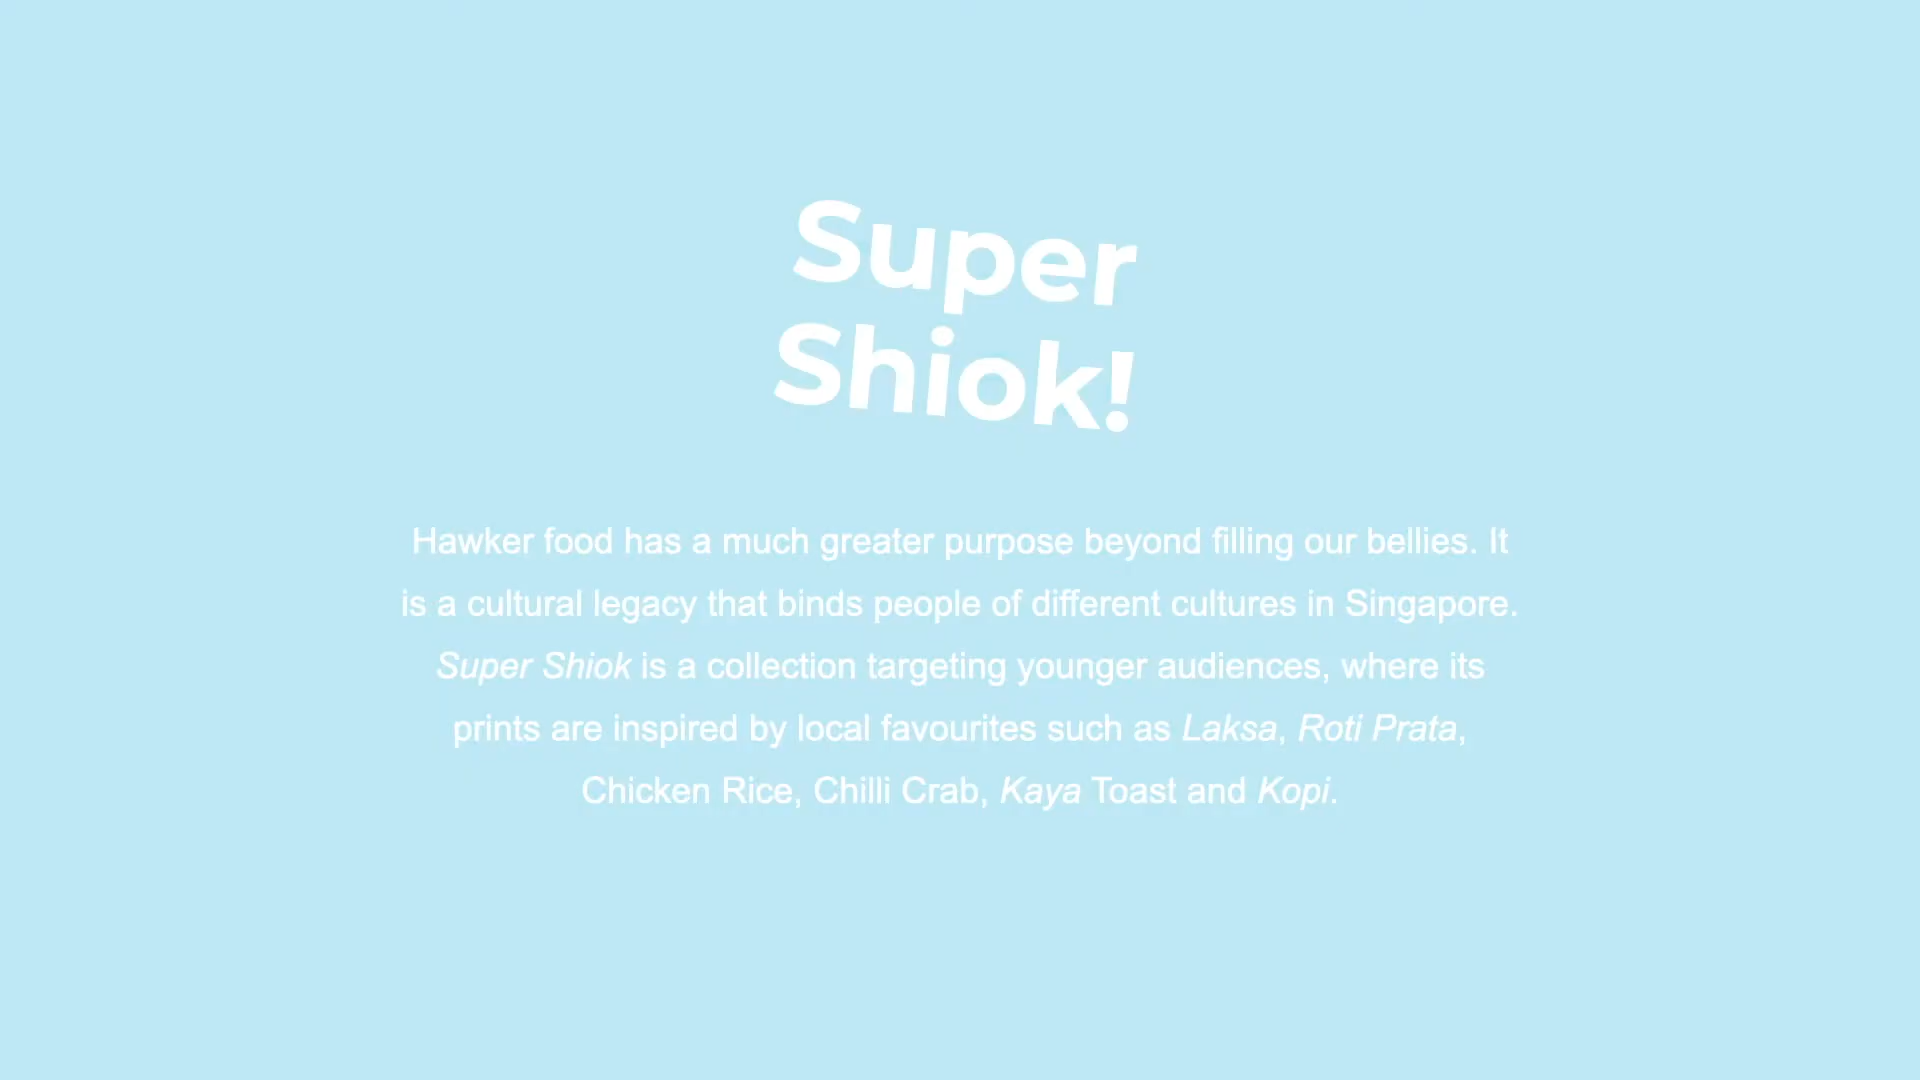 Super
Shiok!
Hawker food has a much greater purpose beyond filling our bellies. It
is a cultural legacy that binds people of different cultures in Singapore.
Super Shiok is a collection targeting younger audiences, where its
prints are inspired by local favourites such as Laksa, Roti Prata,
Chicken Rice, Chilli Crab, Kaya Toast and Kopi.